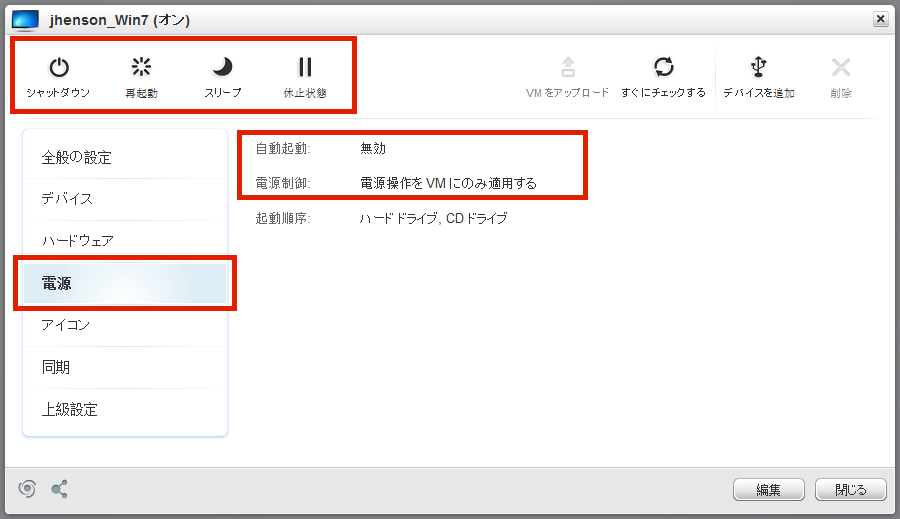 jhenson_Win7 (オン)
シャットダウン 再起動 スリープ 休止状態 VMをアップロード すぐにチェックする デバイスを追加 削除
全般の設定
デバイス
ハードウェア
電源
アイコン
同期
上級設定
自動起動: 無効
電源制御: 電源操作をVMにのみ適用する
起動順序: ハードドライブ, CDドライブ
編集 閉じる